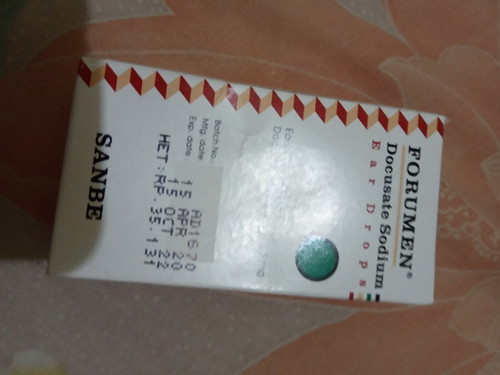 FORUMEN®
Docusate Sodium
Ear Drops
Batch No.
Mfg. date:
Exp. date:
AD1670
15 APR 20
15 OCT 22
HET: RP. 35.131
SANBE